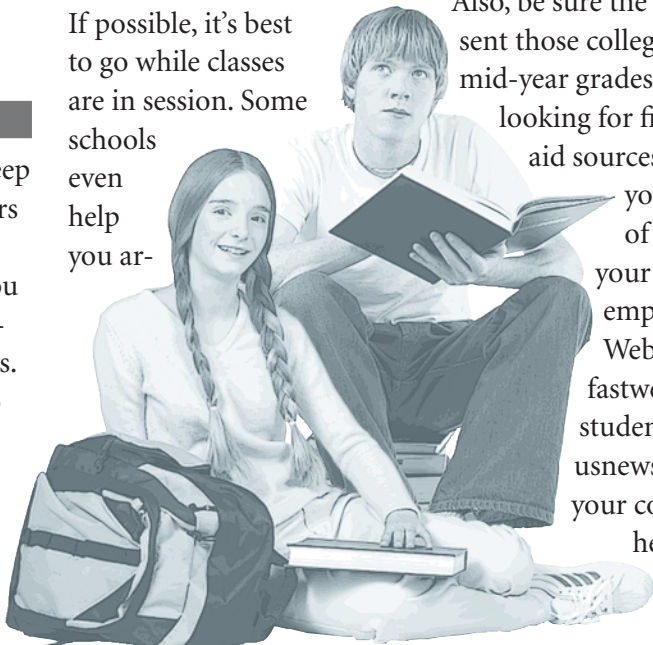 eep
rs
ou
-
s.
If possible, it’s best
to go while classes
are in session. Some
schools
even
help
you ar-
Also, be sure the
sent those colleg
mid-year grades
looking for fi
aid sources
yo
of
your
emp
Web
fastwe
studen
usnews
your co
he